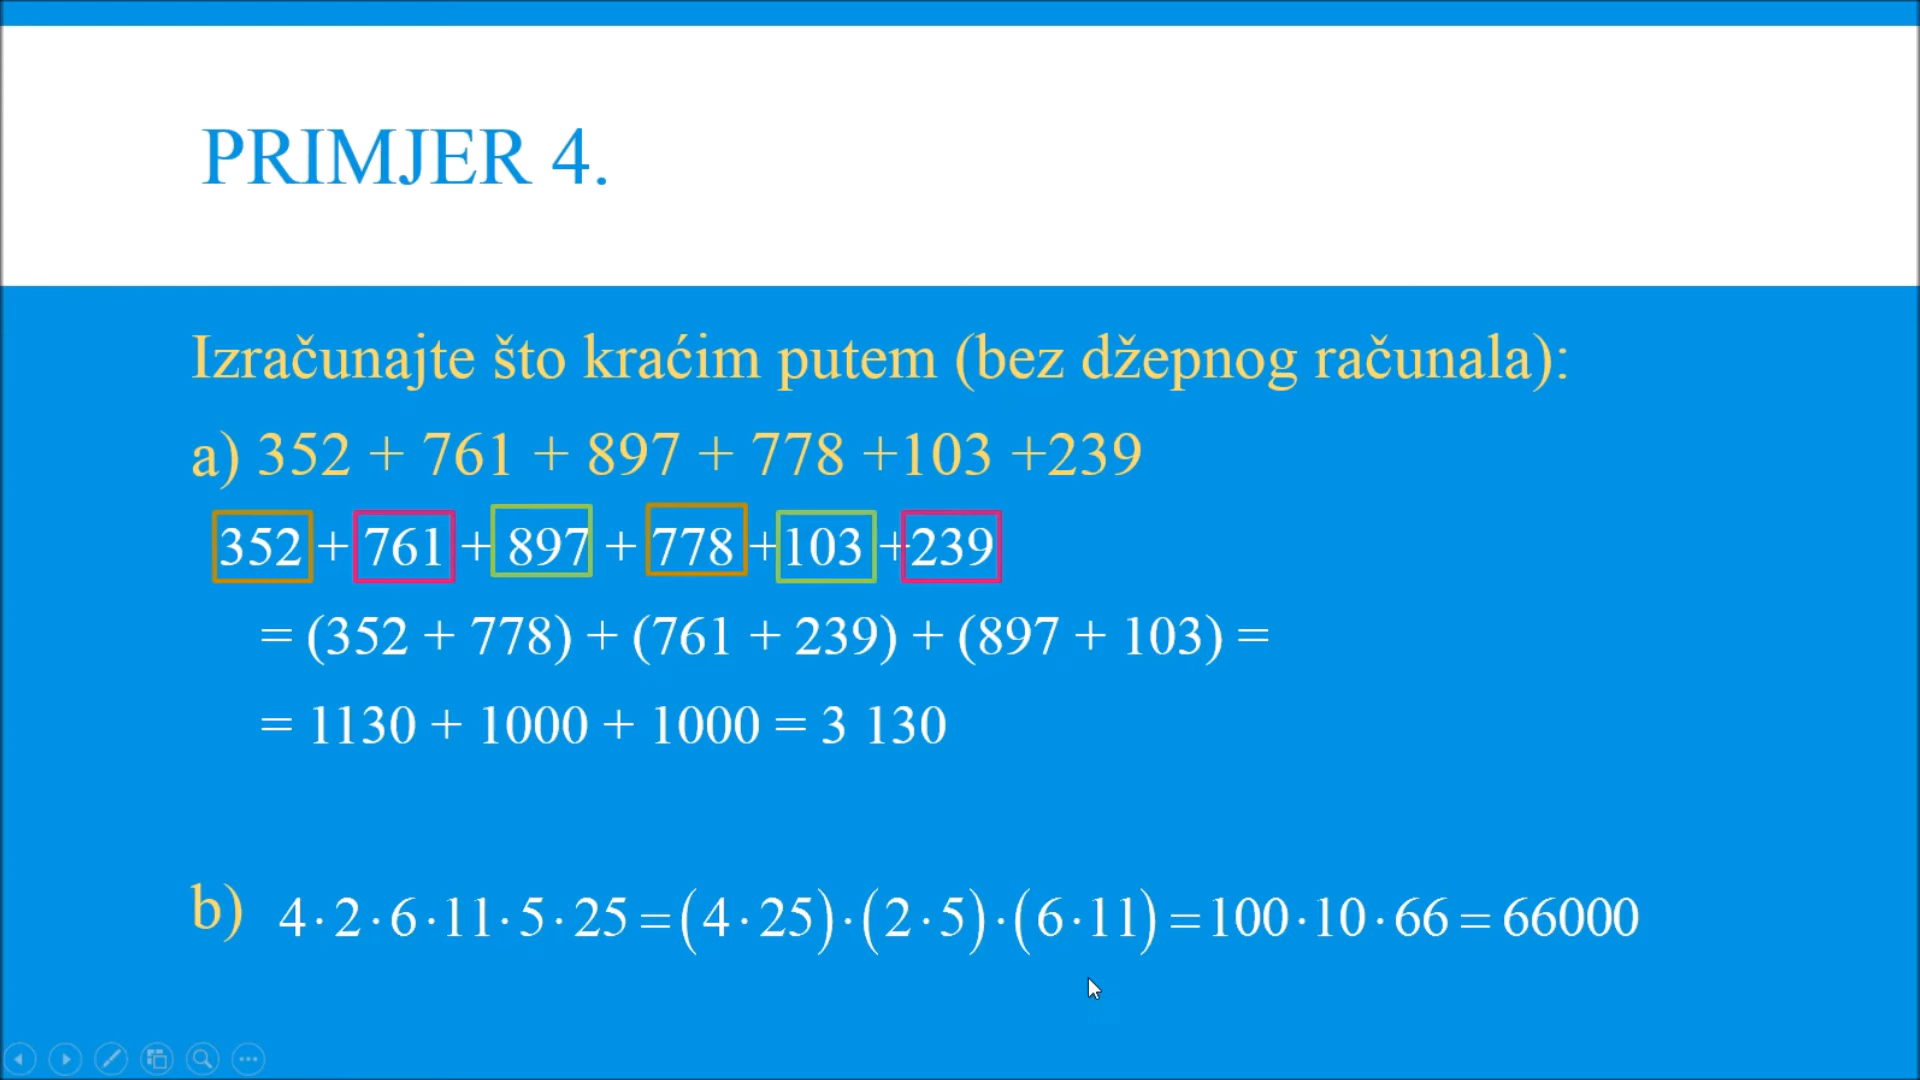 PRIMJER 4.
Izračunajte što kraćim putem (bez džepnog računala):
a) 352 + 761 + 897 + 778 +103 +239
352 + 761 + 897 + 778 +103 +239
= (352 + 778) + (761 + 239) + (897 + 103) =
= 1130 + 1000 + 1000 = 3 130
b) 4·2·6·11·5·25=(4·25)·(2·5)·(6·11)=100·10·66=66000